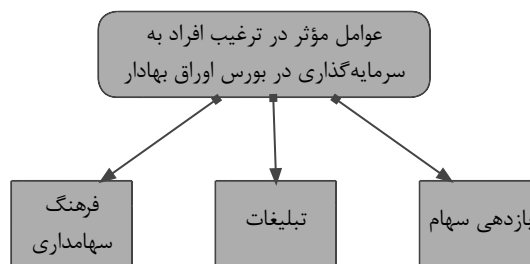 عوامل مؤثر در ترغیب افراد به
سرمایه‌گذاری در بورس اوراق بهادار
بازدهی سهام
تبلیغات
فرهنگ
سهامداری